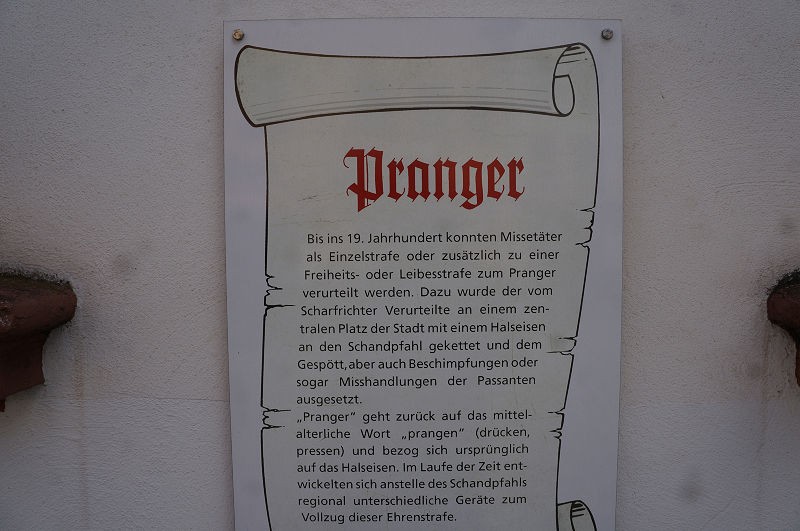 Pranger
Bis ins 19. Jahrhundert konnten Missetäter
als Einzelstrafe oder zusätzlich zu einer
Freiheits- oder Leibesstrafe zum Pranger
verurteilt werden. Dazu wurde der vom
Scharfrichter Verurteilte an einem zen-
tralen Platz der Stadt mit einem Halseisen
an den Schandpfahl gekettet und dem
Gespött, aber auch Beschimpfungen oder
sogar Misshandlungen der Passanten
ausgesetzt.
„Pranger“ geht zurück auf das mittel-
alterliche Wort „prangen“ (drücken,
pressen) und bezog sich ursprünglich
auf das Halseisen. Im Laufe der Zeit ent-
wickelten sich anstelle des Schandpfahls
regional unterschiedliche Geräte zum
Vollzug dieser Ehrenstrafe.